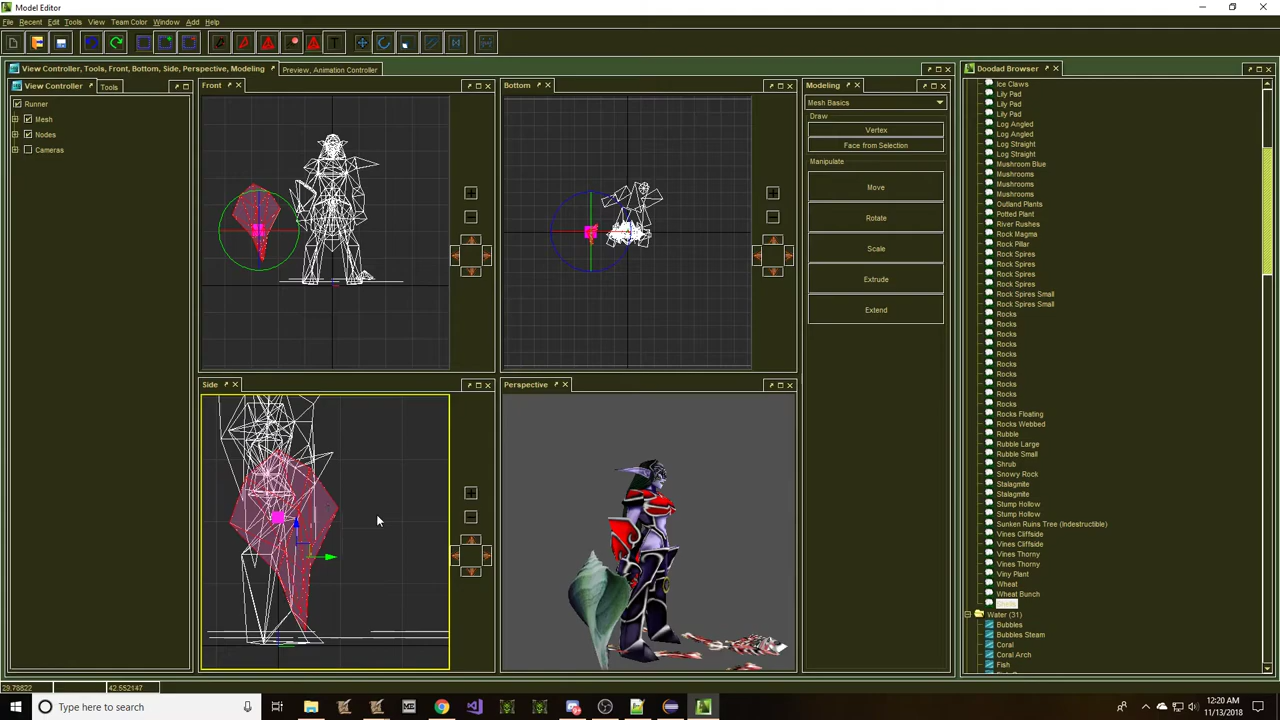 Model Editor
File Recent Edit Tools View Team Color Window Add Help
View Controller, Tools, Front, Bottom, Side, Perspective, Modeling
Preview, Animation Controller
View Controller
Tools
Runner
Mesh
Nodes
Cameras
Front
Bottom
Side
Perspective
Modeling
Mesh Basics
Draw
Vertex
Face from Selection
Manipulate
Move
Rotate
Scale
Extrude
Extend
Doodad Browser
Ice Claws
Lily Pad
Lily Pad
Lily Pad
Log Angled
Log Angled
Log Straight
Log Straight
Mushroom Blue
Mushrooms
Mushrooms
Mushrooms
Outland Plants
Potted Plant
River Rushes
Rock Magma
Rock Pillar
Rock Spires
Rock Spires
Rock Spires
Rock Spires
Rock Spires Small
Rock Spires Small
Rocks
Rocks
Rocks
Rocks
Rocks
Rocks
Rocks
Rocks
Rocks
Rocks
Rocks Floating
Rocks Webbed
Rubble
Rubble Large
Rubble Small
Shrub
Snowy Rock
Stalagmite
Stalagmite
Stump Hollow
Stump Hollow
Sunken Ruins Tree (Indestructible)
Vines Cliffside
Vines Cliffside
Vines Thorny
Vines Thorny
Viny Plant
Wheat
Wheat Bunch
Water (31)
Bubbles
Bubbles Steam
Coral
Coral Arch
Fish
29.78622
42.552147
Type here to search
12:20 AM
11/13/2018